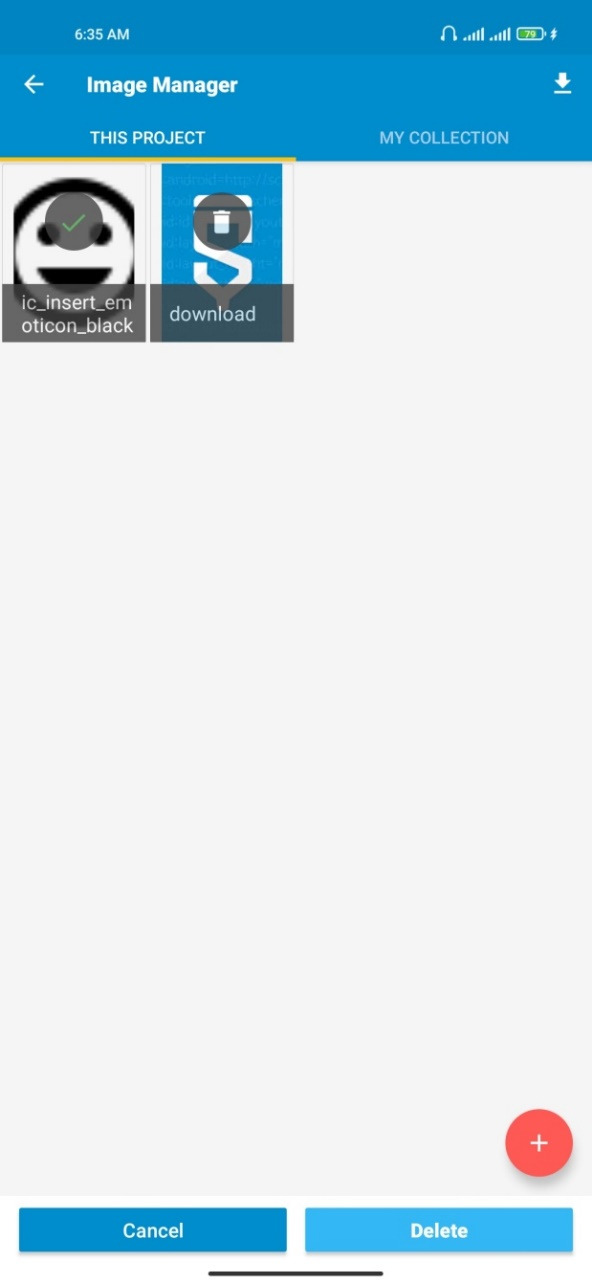 6:35 AM
79
Image Manager
THIS PROJECT
MY COLLECTION
ic_insert_em
oticon_black
download
+
Cancel
Delete